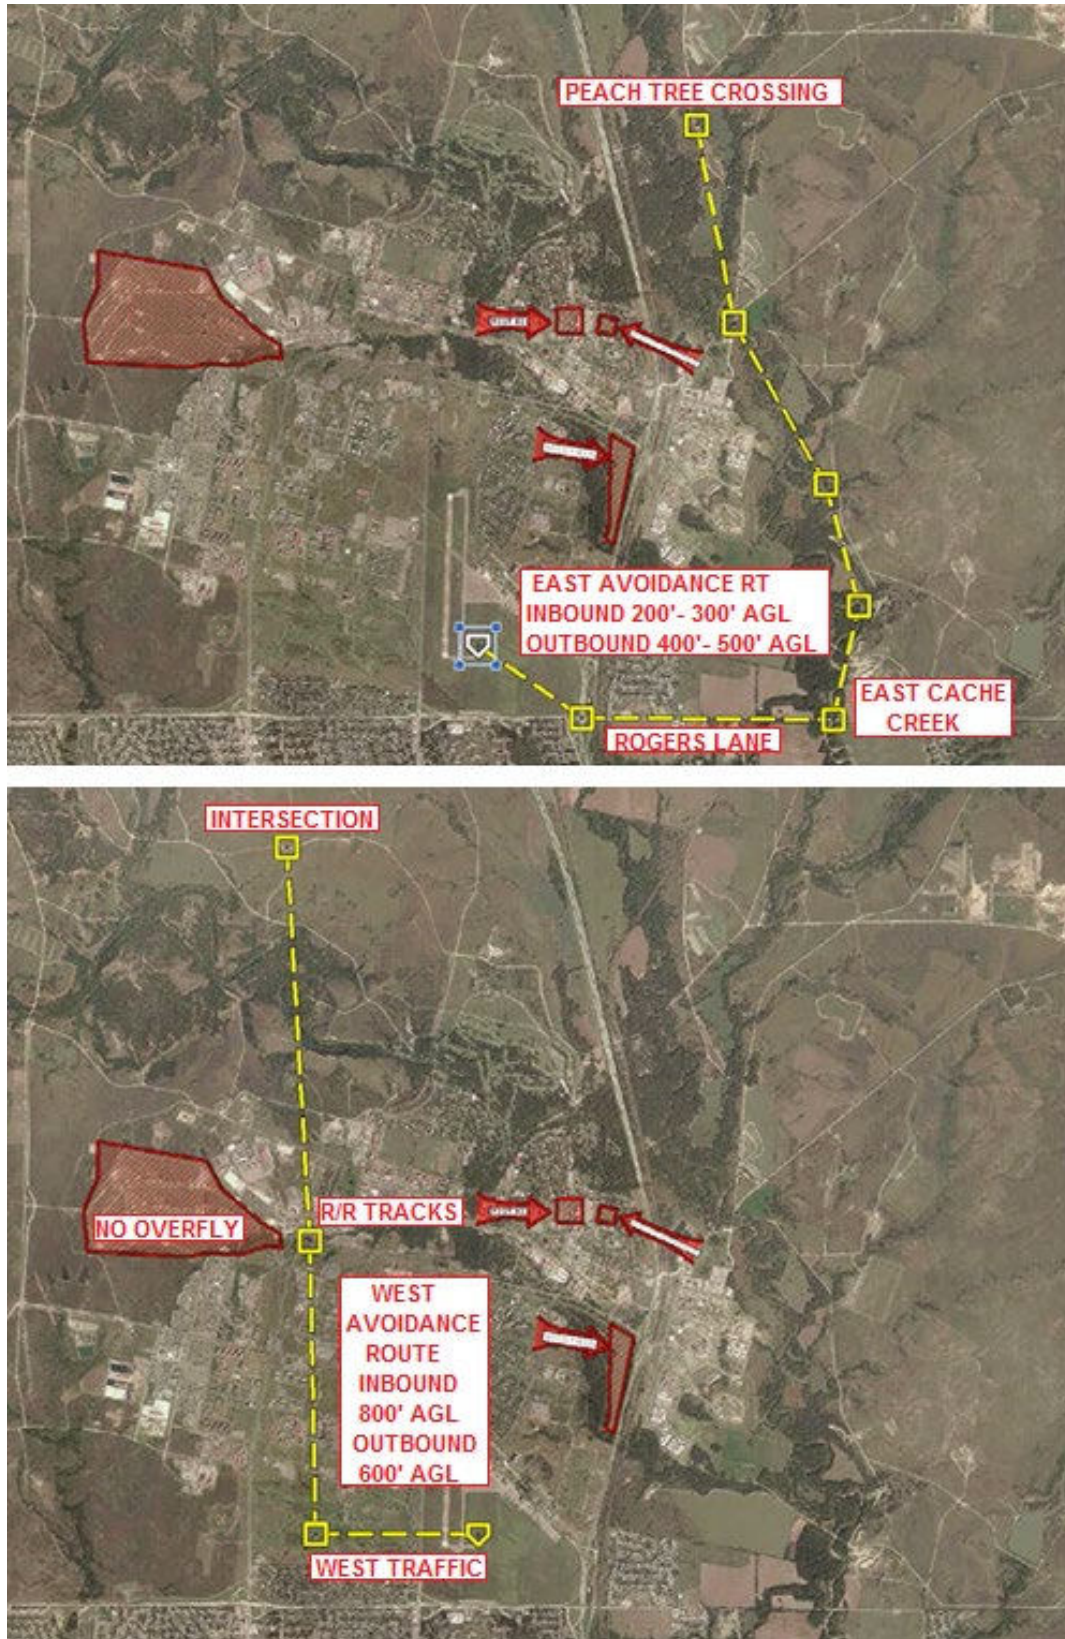 PEACH TREE CROSSING
EAST AVOIDANCE RT
INBOUND 200'- 300' AGL
OUTBOUND 400'- 500' AGL
EAST CACHE
CREEK
ROGERS LANE
INTERSECTION
R/R TRACKS
NO OVERFLY
WEST
AVOIDANCE
ROUTE
INBOUND
800' AGL
OUTBOUND
600' AGL
WEST TRAFFIC